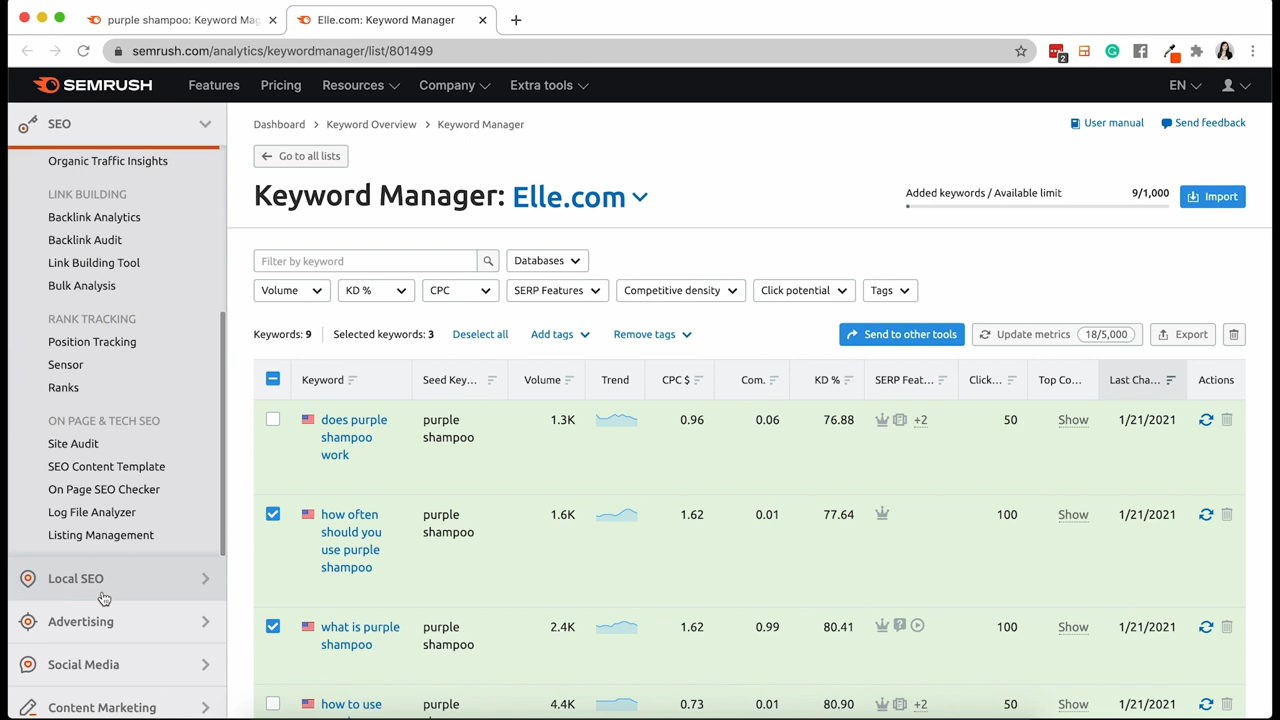 purple shampoo: Keyword Mag
Elle.com: Keyword Manager
semrush.com/analytics/keywordmanager/list/801499
2
SEMRUSH
Features
Pricing
Resources
Company
Extra tools
EN
SEO
Organic Traffic Insights
LINK BUILDING
Backlink Analytics
Backlink Audit
Link Building Tool
Bulk Analysis
RANK TRACKING
Position Tracking
Sensor
Ranks
ON PAGE & TECH SEO
Site Audit
SEO Content Template
On Page SEO Checker
Log File Analyzer
Listing Management
Local SEO
Advertising
Social Media
Content Marketing
Dashboard > Keyword Overview > Keyword Manager
User manual
Send feedback
Go to all lists
Keyword Manager: Elle.com
Added keywords / Available limit 9/1,000
Import
Filter by keyword
Databases
Volume
KD %
CPC
SERP Features
Competitive density
Click potential
Tags
Keywords: 9
Selected keywords: 3
Deselect all
Add tags
Remove tags
Send to other tools
Update metrics 18/5,000
Export
Keyword Seed Key... Volume Trend CPC $ Com. KD % SERP Feat... Click... Top Co... Last Cha... Actions
does purple purple 1.3K 0.96 0.06 76.88 +2 50 Show 1/21/2021
shampoo shampoo
work
how often purple 1.6K 1.62 0.01 77.64 100 Show 1/21/2021
should you shampoo
use purple
shampoo
what is purple purple 2.4K 1.62 0.99 80.41 100 Show 1/21/2021
shampoo shampoo
how to use purple 4.4K 0.73 0.01 80.90 +2 50 Show 1/21/2021